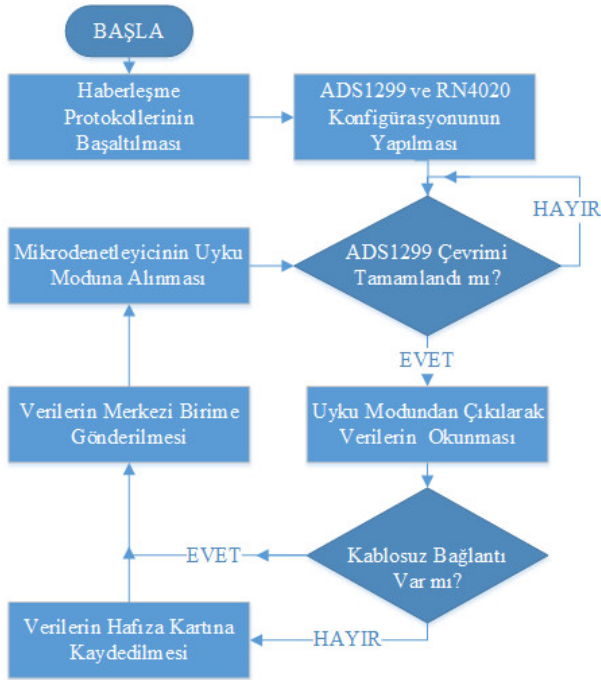 BAŞLA
Haberleşme
Protokollerinin
Başaltılması
ADS1299 ve RN4020
Konfigürasyonunun
Yapılması
HAYIR
ADS1299 Çevrimi
Tamamlandı mı?
Mikrodenetleyicinin Uyku
Moduna Alınması
EVET
Uyku Modundan Çıkılarak
Verilerin Okunması
Verilerin Merkezi Birime
Gönderilmesi
Kablosuz Bağlantı
Var mı?
EVET
HAYIR
Verilerin Hafıza Kartına
Kaydedilmesi